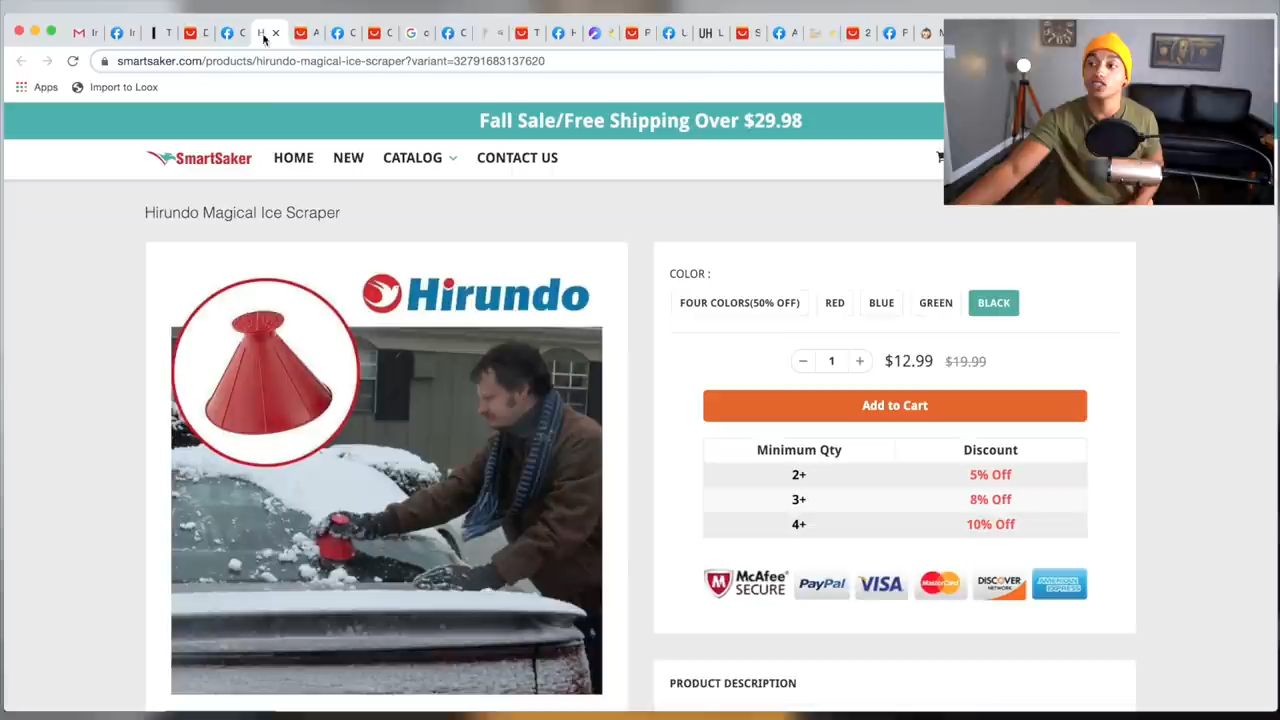 smartsaker.com/products/hirundo-magical-ice-scraper?variant=32791683137620
Apps
Import to Loox
Fall Sale/Free Shipping Over $29.98
SmartSaker
HOME
NEW
CATALOG
CONTACT US
Hirundo Magical Ice Scraper
Hirundo
COLOR :
FOUR COLORS(50% OFF)
RED
BLUE
GREEN
BLACK
− 1 + $12.99 $19.99
Add to Cart
Minimum Qty Discount
2+ 5% Off
3+ 8% Off
4+ 10% Off
McAfee SECURE
PayPal
VISA
MasterCard
DISCOVER NETWORK
AMERICAN EXPRESS
PRODUCT DESCRIPTION